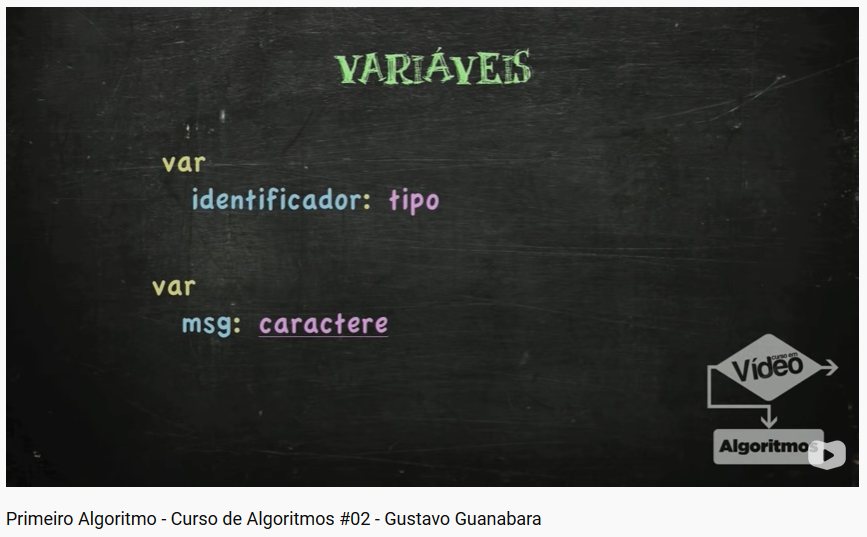 VARIÁVEIS
var
identificador: tipo
var
msg: caractere
curso em
Vídeo
Algoritmos
Primeiro Algoritmo - Curso de Algoritmos #02 - Gustavo Guanabara